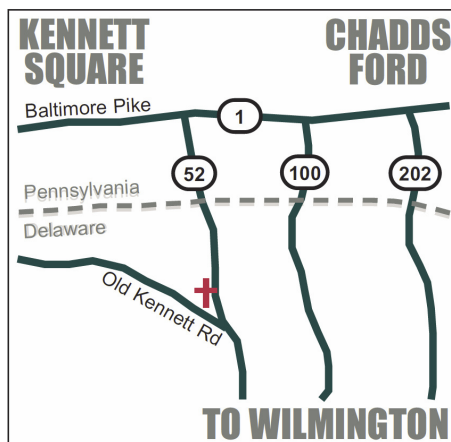 KENNETT
SQUARE
CHADDS
FORD
Baltimore Pike
1
52
100
202
Pennsylvania
Delaware
Old Kennett Rd
TO WILMINGTON